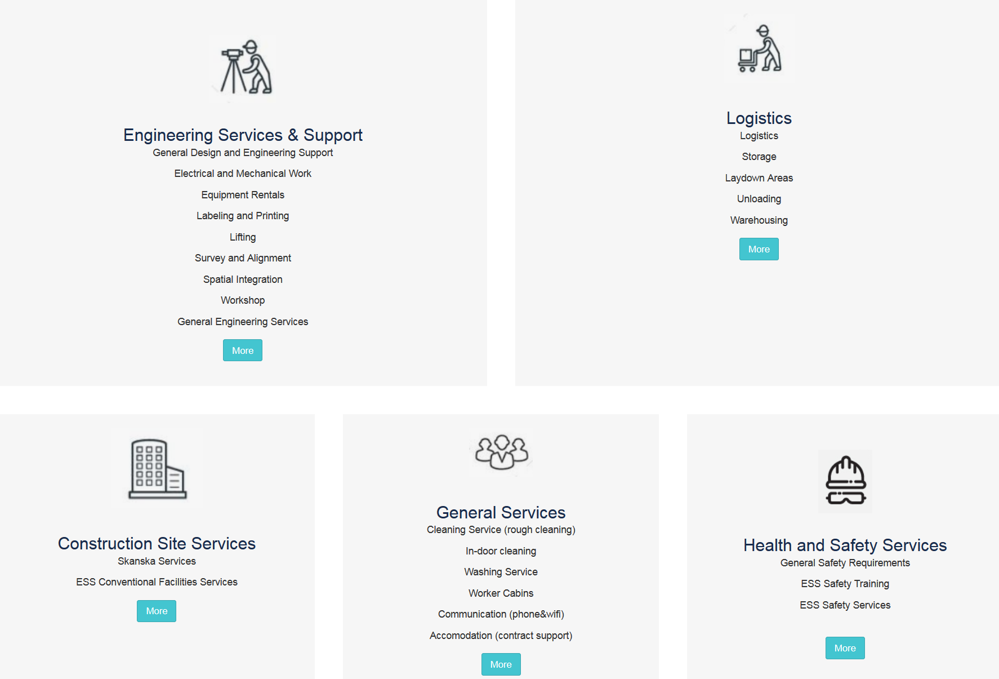 Engineering Services & Support
General Design and Engineering Support
Electrical and Mechanical Work
Equipment Rentals
Labeling and Printing
Lifting
Survey and Alignment
Spatial Integration
Workshop
General Engineering Services
More
Logistics
Logistics
Storage
Laydown Areas
Unloading
Warehousing
More
Construction Site Services
Skanska Services
ESS Conventional Facilities Services
More
General Services
Cleaning Service (rough cleaning)
In-door cleaning
Washing Service
Worker Cabins
Communication (phone&wifi)
Accomodation (contract support)
More
Health and Safety Services
General Safety Requirements
ESS Safety Training
ESS Safety Services
More